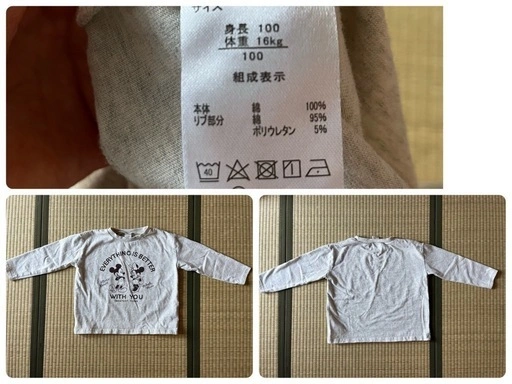 サイズ
身長 100
体重 16kg
100
組成表示
本体 綿 100%
リブ部分 綿 95%
ポリウレタン 5%
40
EVERYTHING IS BETTER
WITH YOU